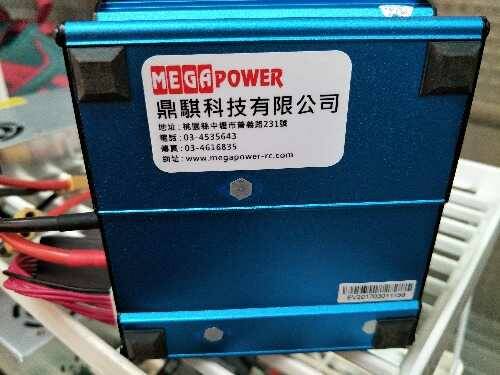 MEGAPOWER
鼎騏科技有限公司
地址:桃園縣中壢市普義路231號
電話:03-4535643
傳真:03-4616835
網址:www.megapower-rc.com